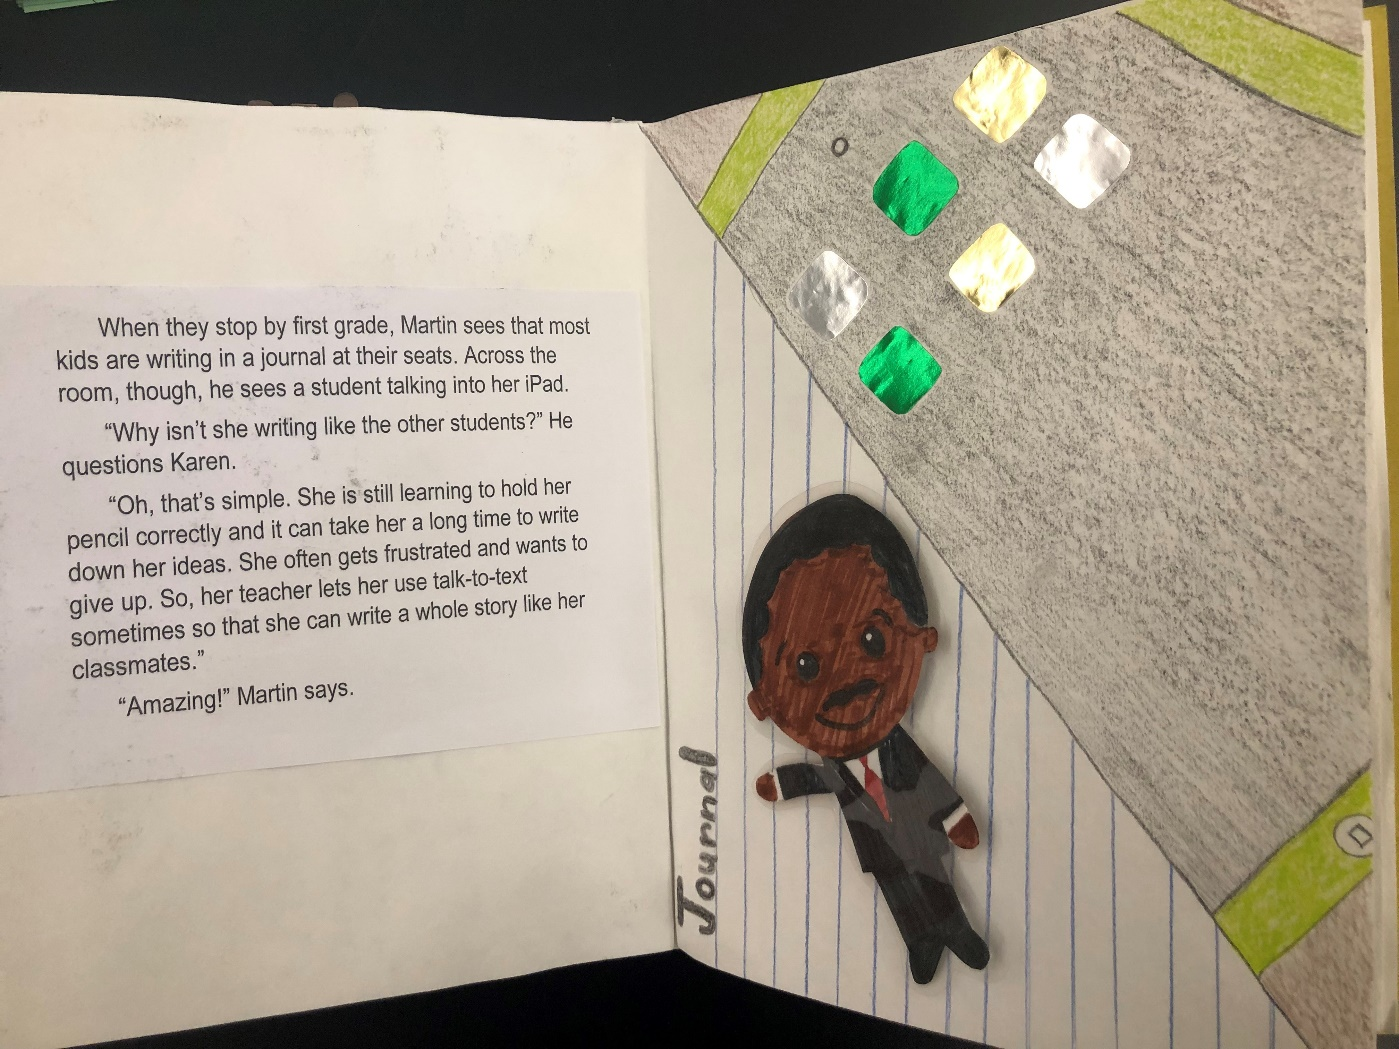 When they stop by first grade, Martin sees that most
kids are writing in a journal at their seats. Across the
room, though, he sees a student talking into her iPad.
“Why isn’t she writing like the other students?” He
questions Karen.
“Oh, that’s simple. She is still learning to hold her
pencil correctly and it can take her a long time to write
down her ideas. She often gets frustrated and wants to
give up. So, her teacher lets her use talk-to-text
sometimes so that she can write a whole story like her
classmates.”
“Amazing!” Martin says.
Journal